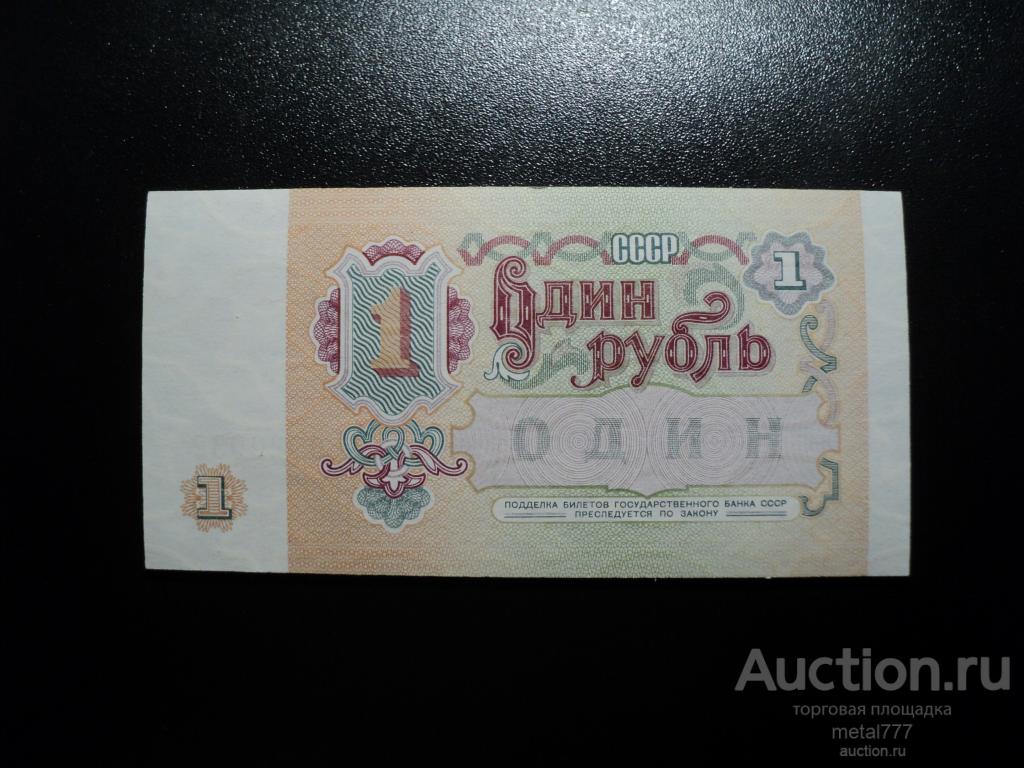 СССР
1
1
Один
рубль
ОДИН
ПОДДЕЛКА БИЛЕТОВ ГОСУДАРСТВЕННОГО БАНКА СССР
ПРЕСЛЕДУЕТСЯ ПО ЗАКОНУ
1
Auction.ru
торговая площадка
metal777
auction.ru